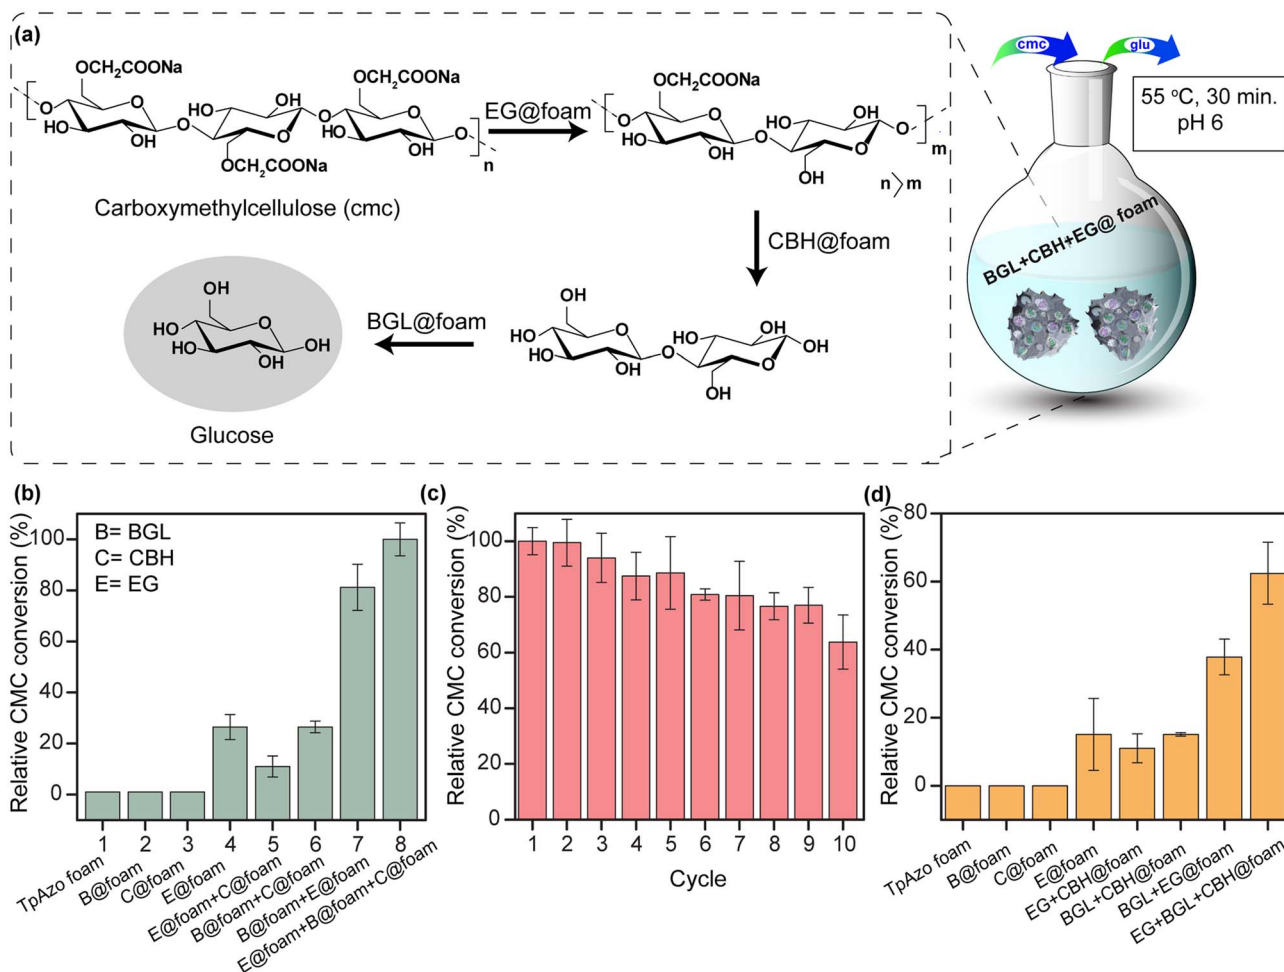 (a)
OCH2COONa
OCH2COONa
O
HO
OH
O
HO
OH
O
OCH2COONa
HO
OH
O
n
Carboxymethylcellulose (cmc)
EG@foam
OCH2COONa
O
HO
OH
O
HO
OH
O
OH
m
n〉m
CBH@foam
OH
HO
HO
OH
O
HO
OH
O
OH
OH
BGL@foam
OH
HO
HO
OH
O
OH
Glucose
cmc
glu
55 °C, 30 min.
pH 6
BGL+CBH+EG@ foam
(b)
Relative CMC conversion (%)
100
80
60
40
20
0
B= BGL
C= CBH
E= EG
1 2 3 4 5 6 7 8
TpAzo foam
B@foam
C@foam
E@foam
E@foam+C@foam
B@foam+C@foam
B@foam+E@foam
E@foam+B@foam+C@foam
(c)
Relative CMC conversion (%)
100
80
60
40
20
0
1 2 3 4 5 6 7 8 9 10
Cycle
(d)
Relative CMC conversion (%)
80
60
40
20
0
TpAzo foam
B@foam
C@foam
E@foam
EG+CBH@foam
BGL+CBH@foam
BGL+EG@foam
EG+BGL+CBH@foam